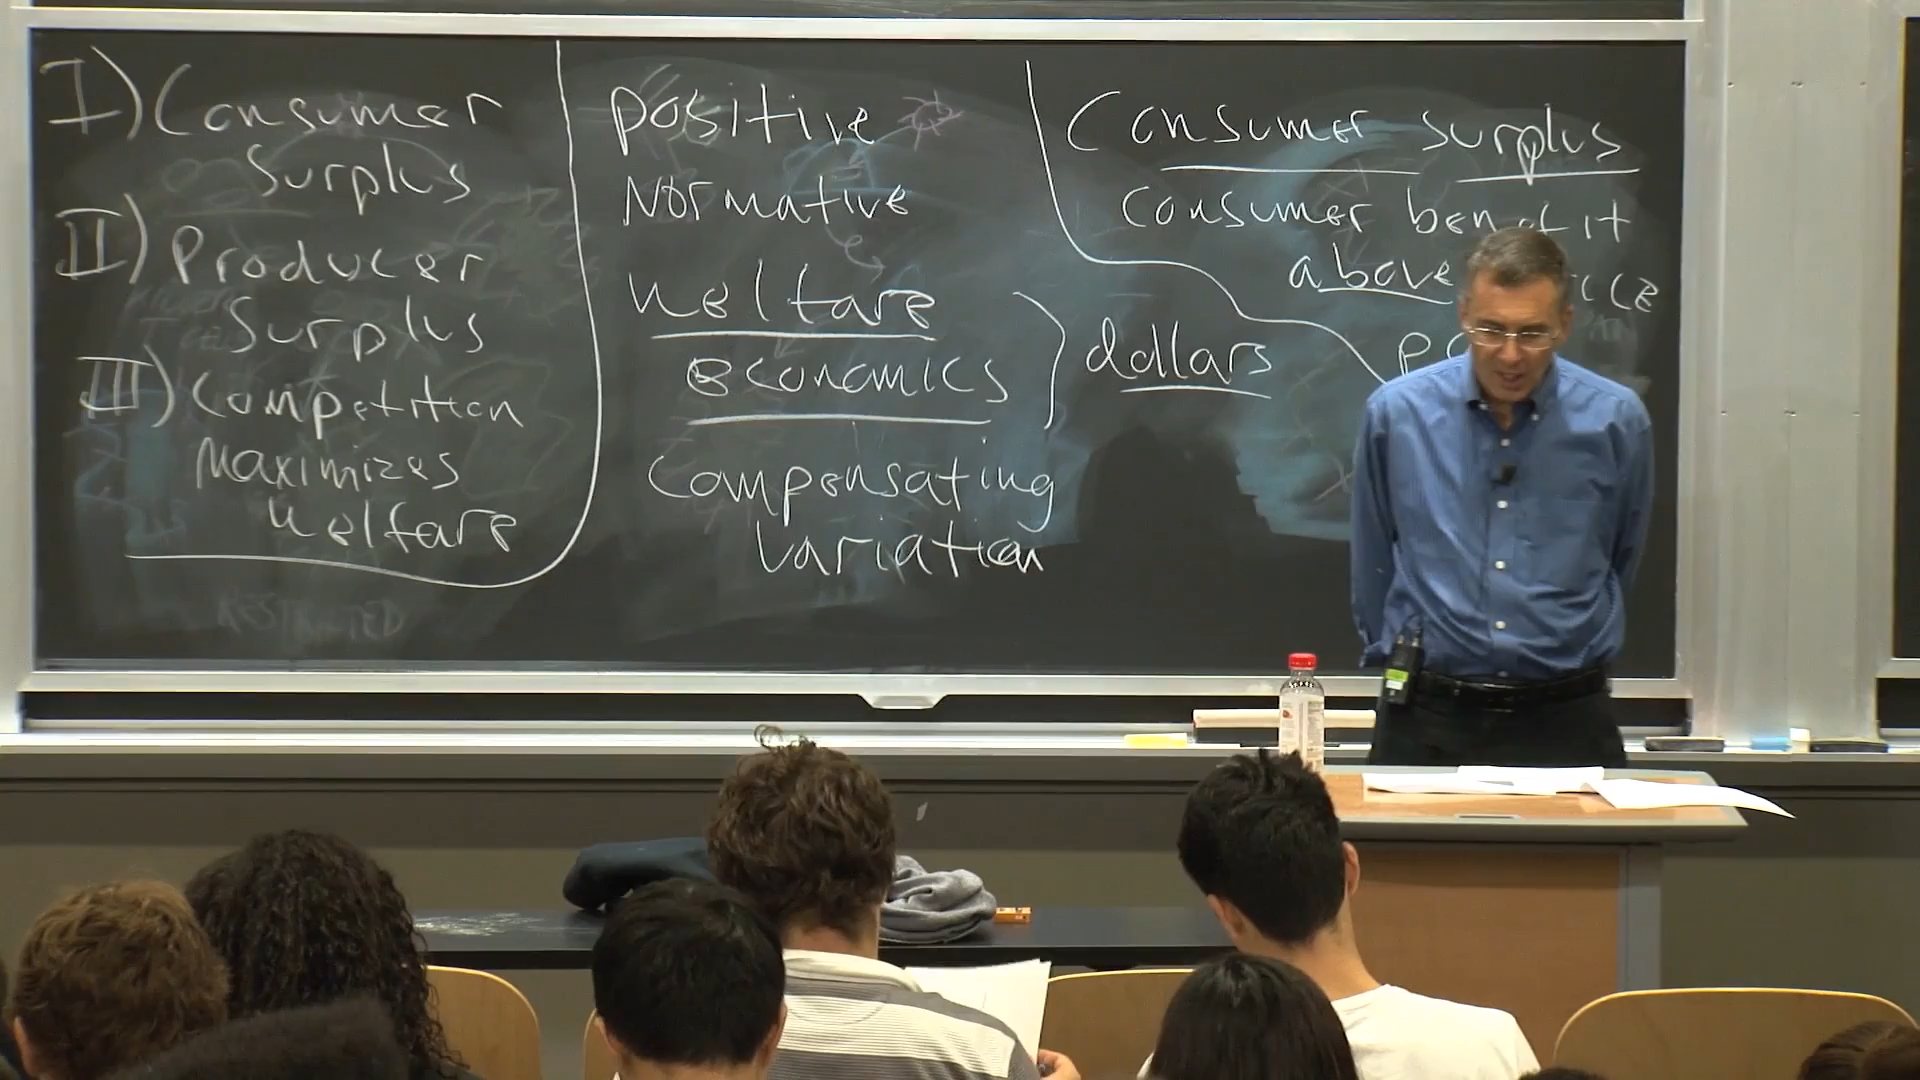 I) Consumer
Surplus
II) Producer
Surplus
III) Competition
Maximizes
Welfare
Positive
Normative
Welfare
economics
dollars
Compensating
Variation
Consumer surplus
consumer benefit
above
RESTRICTED